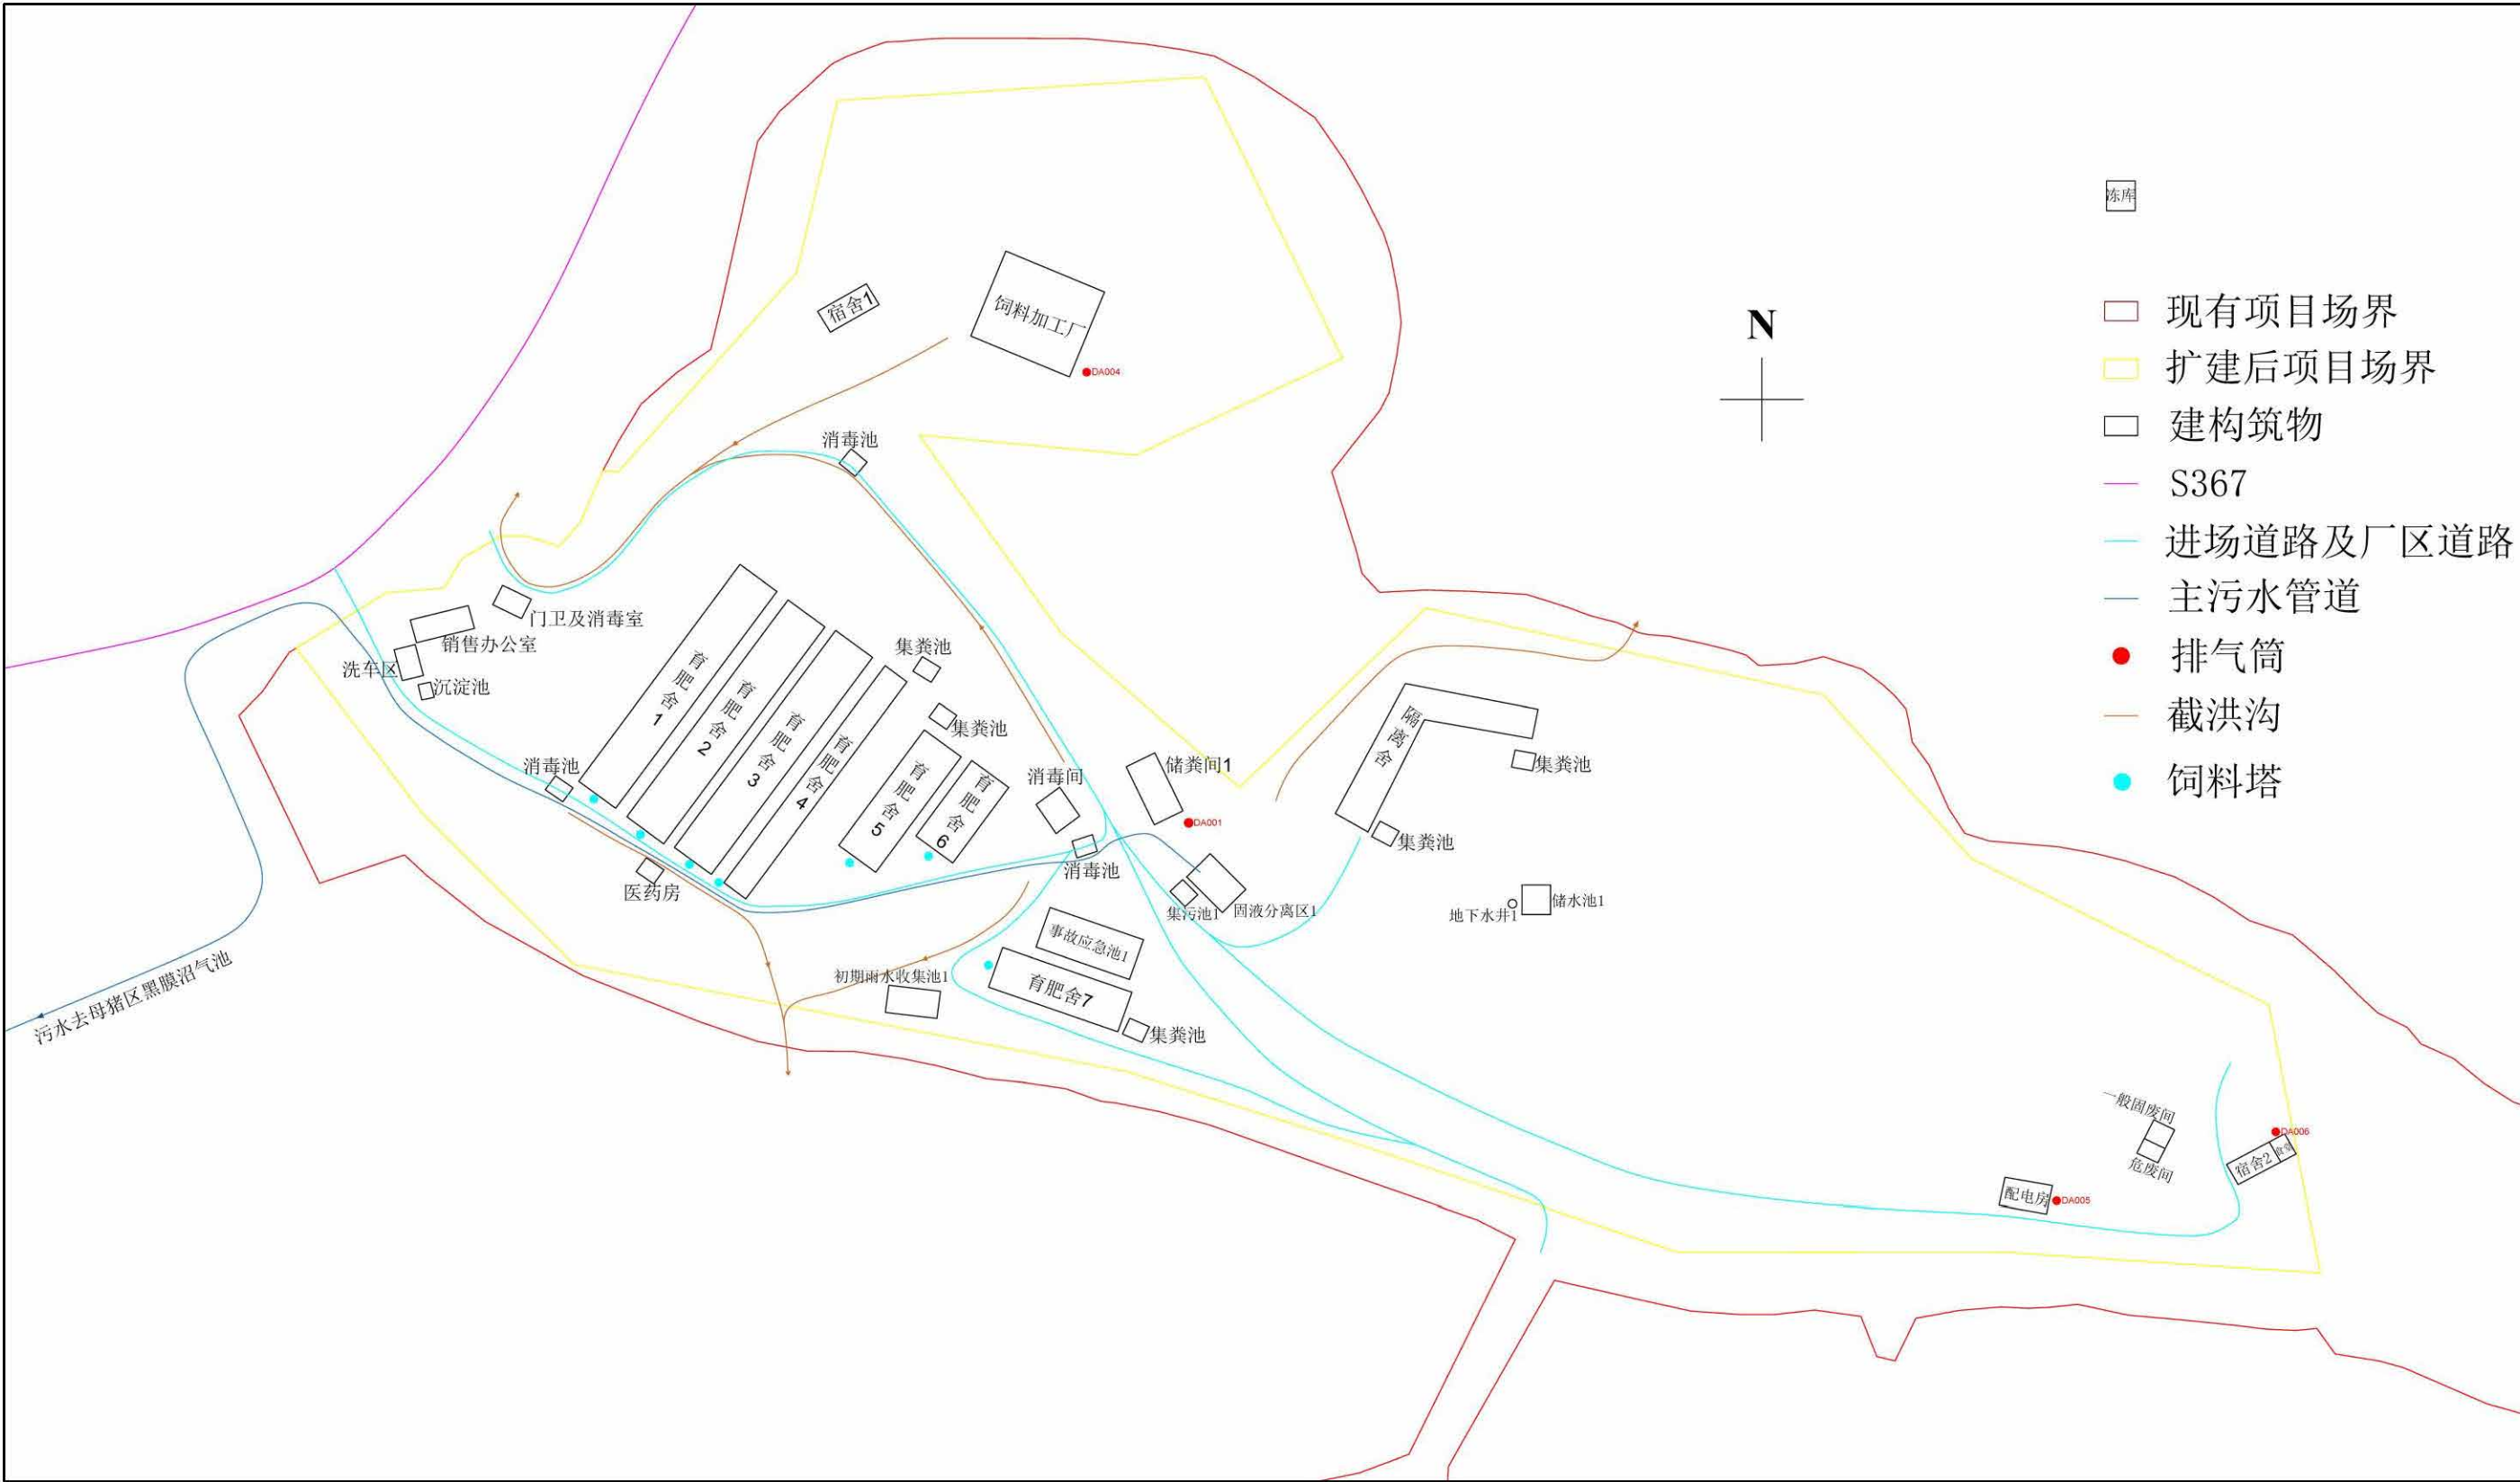 冻库
N
现有项目场界
扩建后项目场界
建构筑物
S367
进场道路及厂区道路
主污水管道
排气筒
截洪沟
饲料塔
宿舍1
饲料加工厂
DA004
消毒池
门卫及消毒室
销售办公室
洗车区
沉淀池
育肥舍1
育肥舍2
育肥舍3
育肥舍4
育肥舍5
育肥舍6
集粪池
集粪池
消毒池
消毒间
储粪间1
DA001
隔离舍
集粪池
集粪池
消毒池
医药房
集污池1
固液分离区1
地下水井1
储水池1
事故应急池1
初期雨水收集池1
育肥舍7
集粪池
污水去母猪区黑膜沼气池
一般固废间
危废间
DA006
宿舍2
配电房
DA005